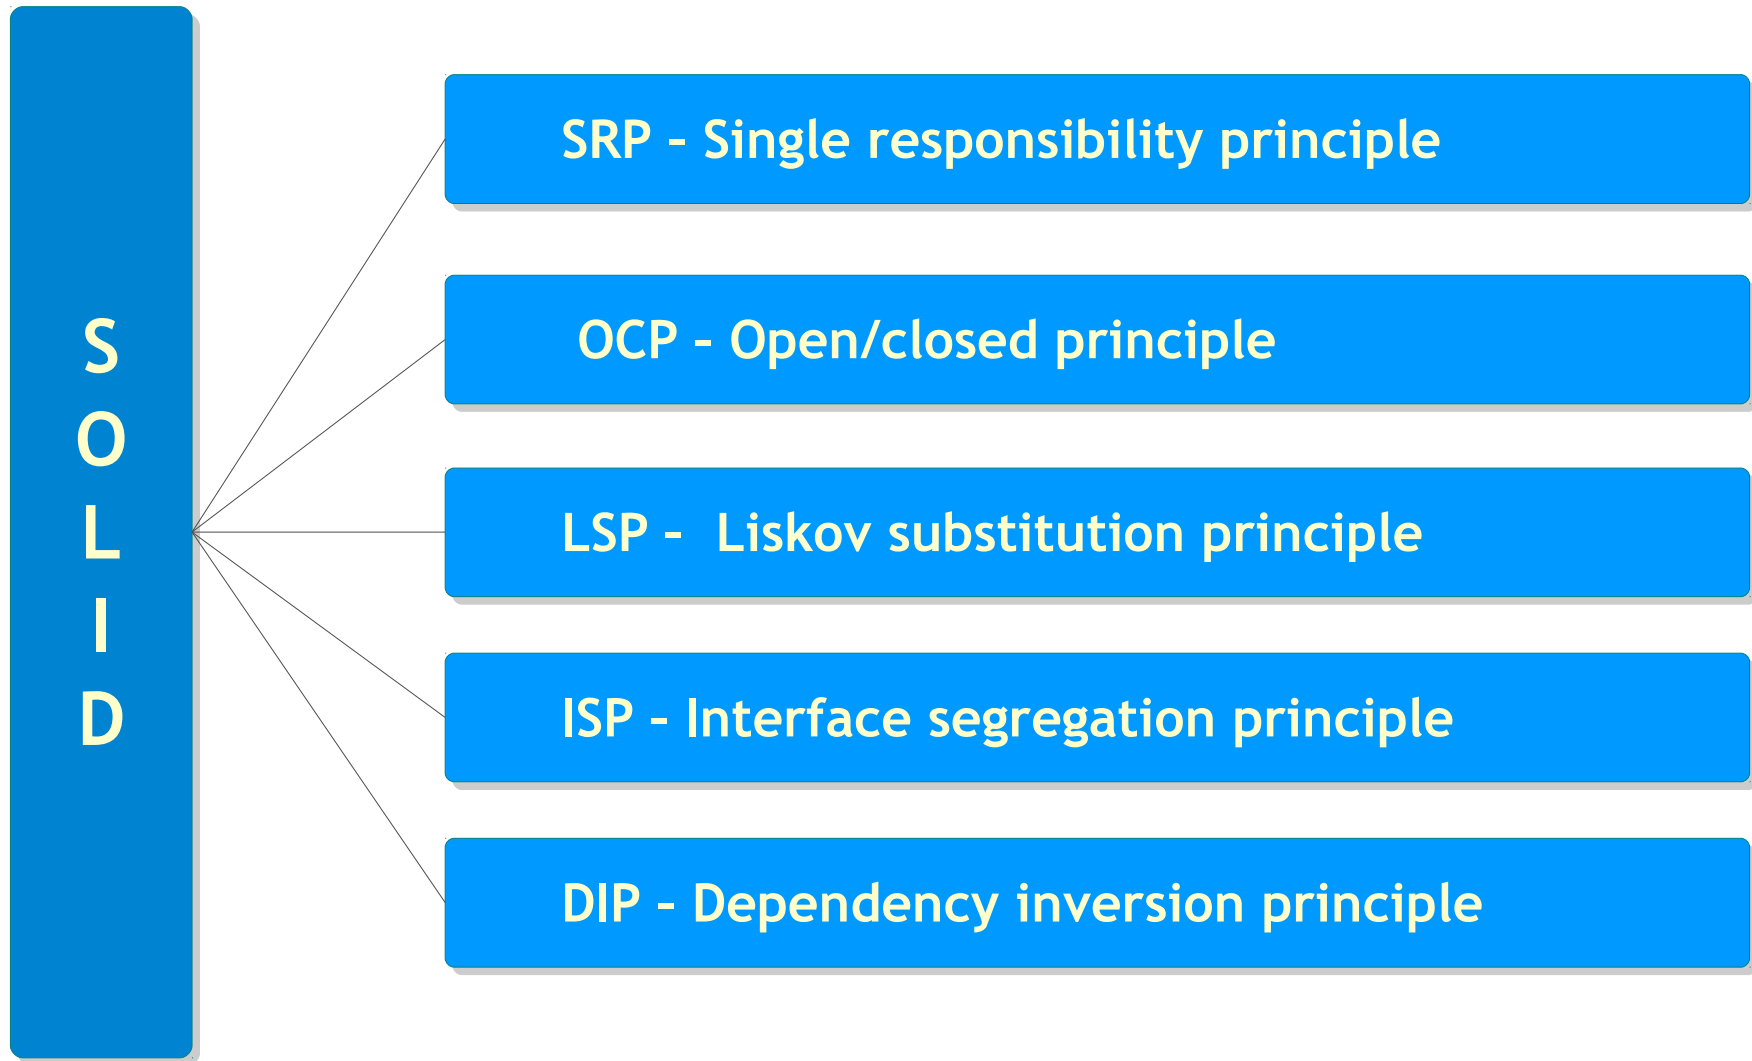 S
O
L
I
D
SRP – Single responsibility principle
OCP – Open/closed principle
LSP – Liskov substitution principle
ISP – Interface segregation principle
DIP – Dependency inversion principle